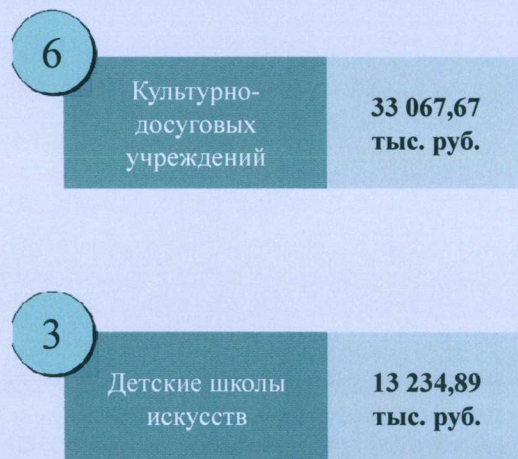 6
Культурно-
досуговых
учреждений
33 067,67
тыс. руб.
3
Детские школы
искусств
13 234,89
тыс. руб.